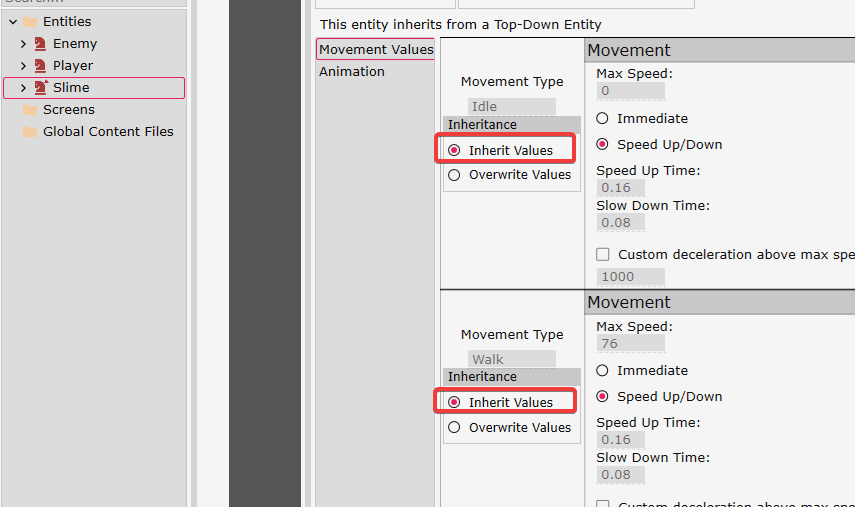 Entities
Enemy
Player
Slime
Screens
Global Content Files
This entity inherits from a Top-Down Entity
Movement Values
Animation
Movement Type
Idle
Inheritance
Inherit Values
Overwrite Values
Movement
Max Speed:
0
Immediate
Speed Up/Down
Speed Up Time:
0.16
Slow Down Time:
0.08
Custom deceleration above max spe
1000
Movement Type
Walk
Inheritance
Inherit Values
Overwrite Values
Movement
Max Speed:
76
Immediate
Speed Up/Down
Speed Up Time:
0.16
Slow Down Time:
0.08
Custom deceleration above max spe